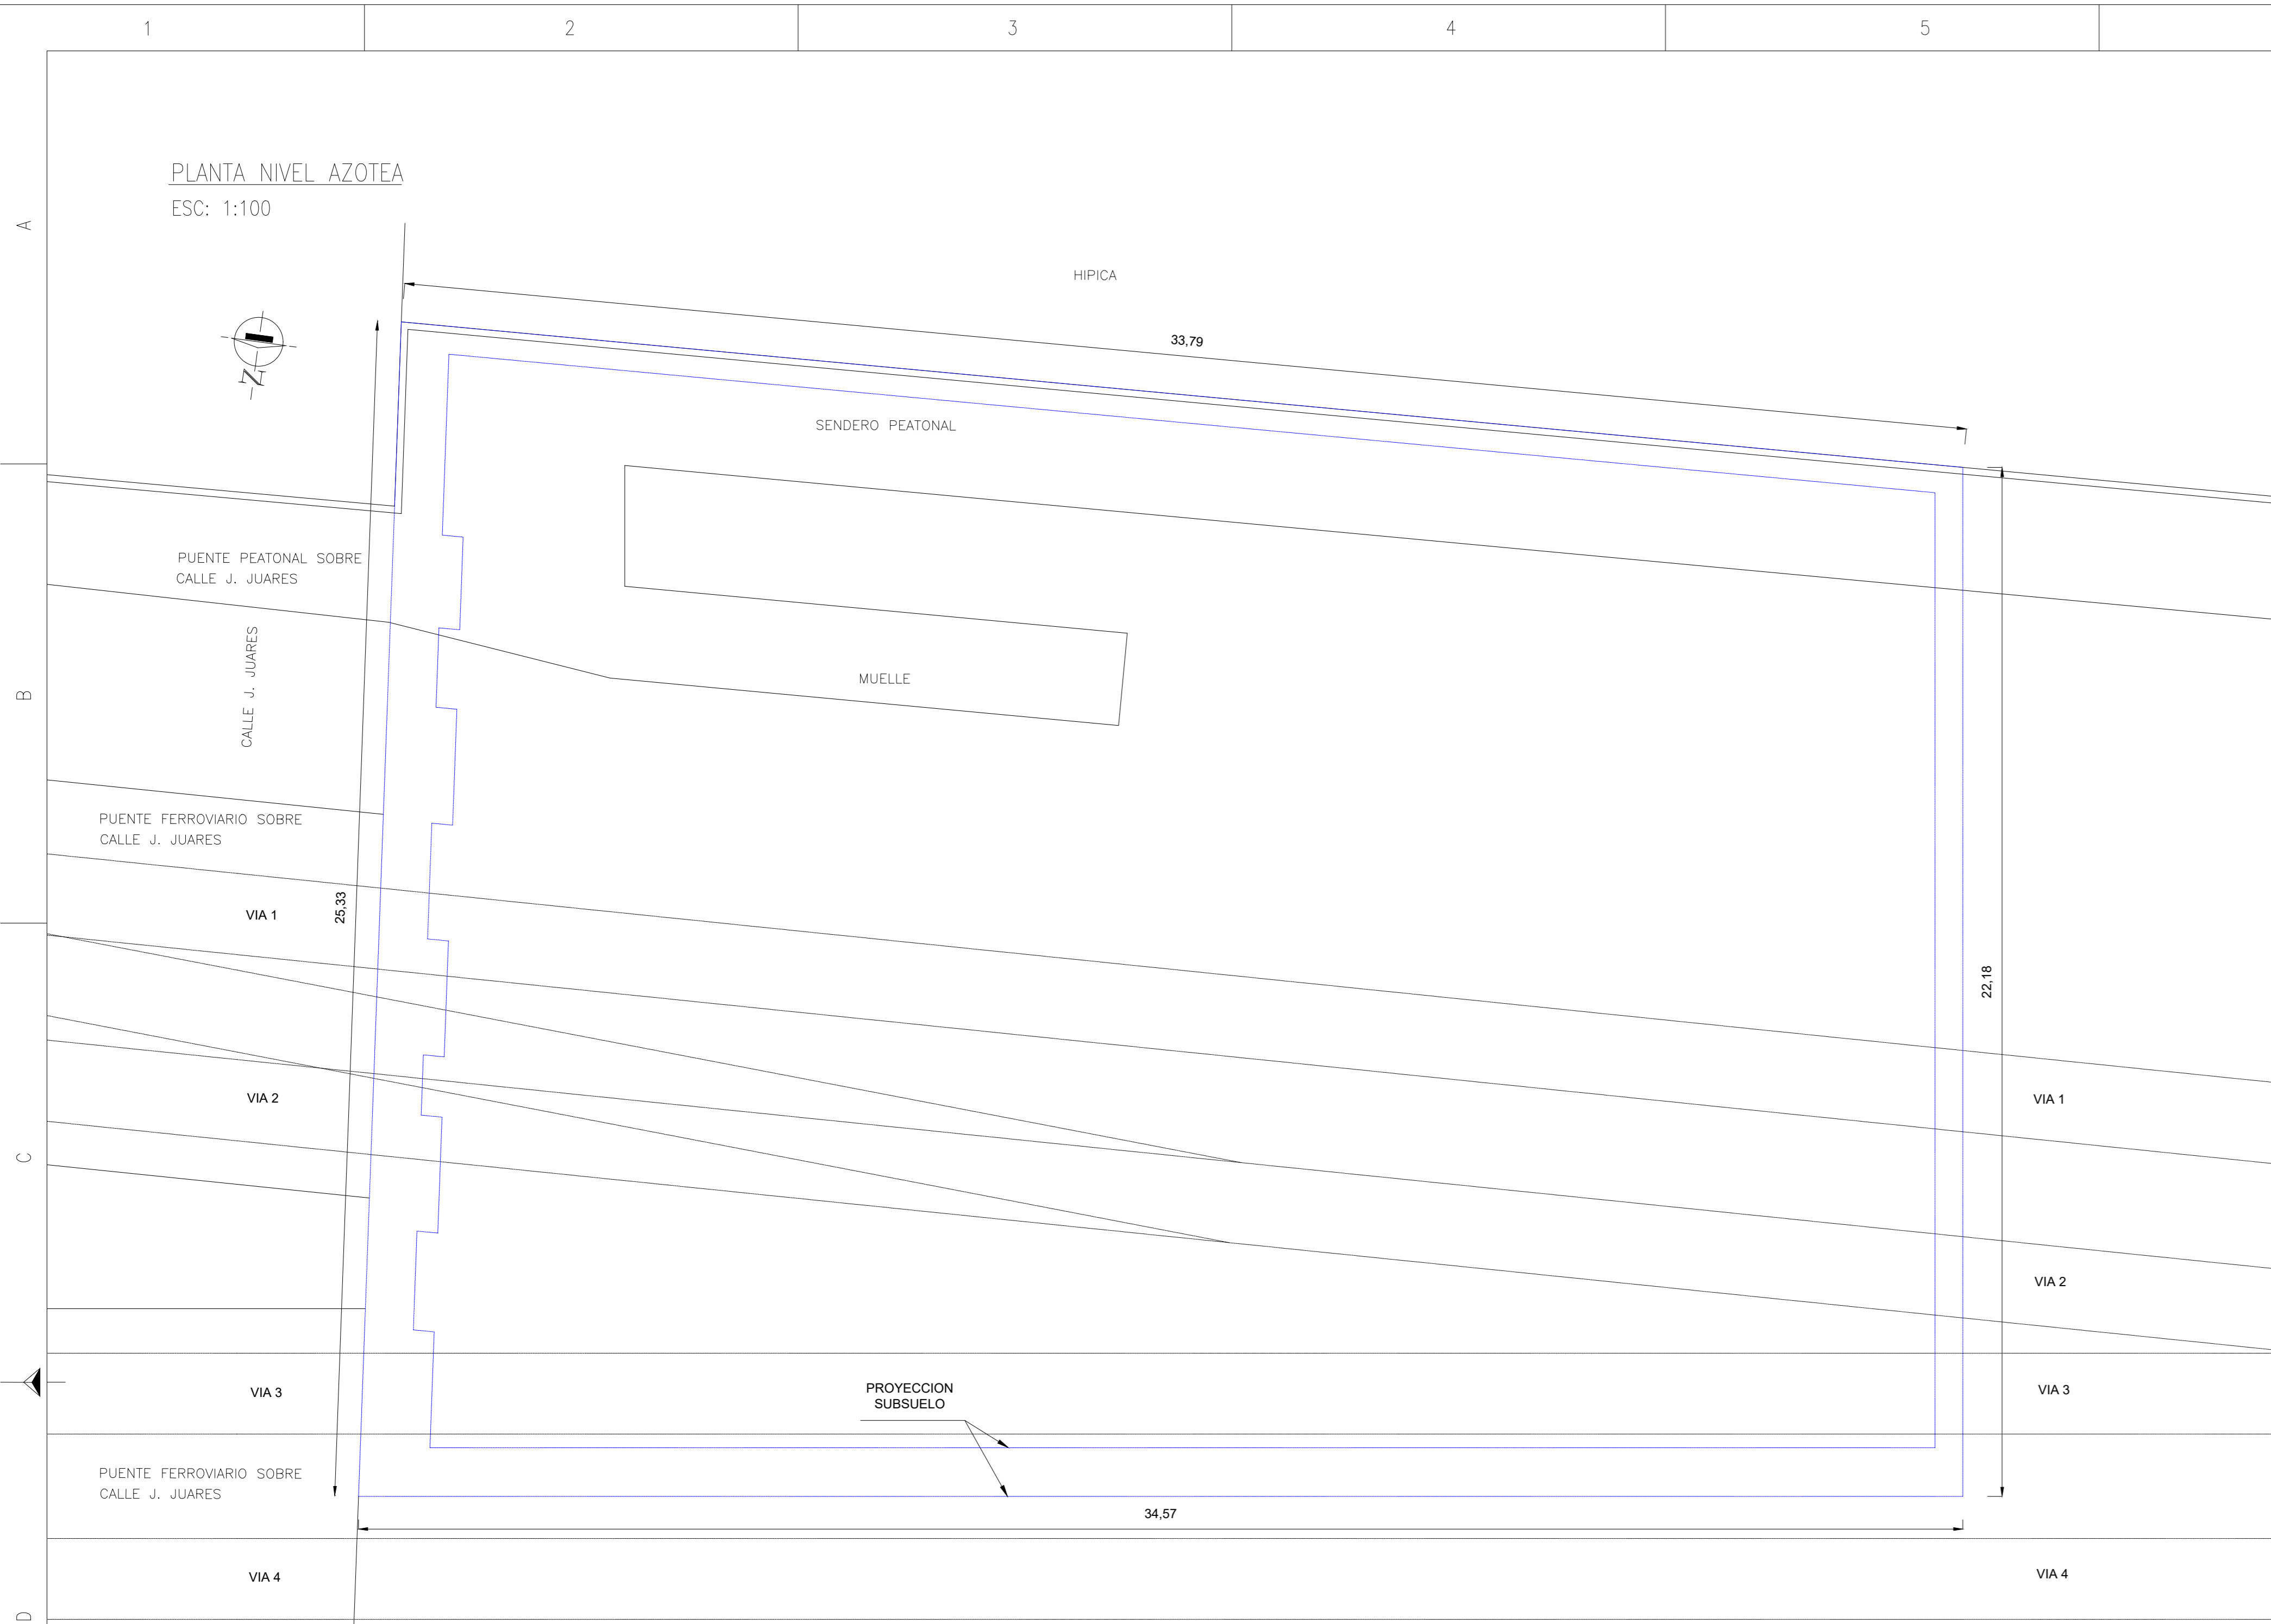 1
2
3
4
5
PLANTA NIVEL AZOTEA
ESC: 1:100
A
HIPICA
N
33,79
SENDERO PEATONAL
PUENTE PEATONAL SOBRE
CALLE J. JUARES
CALLE J. JUARES
B
MUELLE
PUENTE FERROVIARIO SOBRE
CALLE J. JUARES
25,33
VIA 1
22,18
VIA 2
VIA 1
C
VIA 2
VIA 3
PROYECCION
SUBSUELO
VIA 3
PUENTE FERROVIARIO SOBRE
CALLE J. JUARES
34,57
VIA 4
VIA 4
D